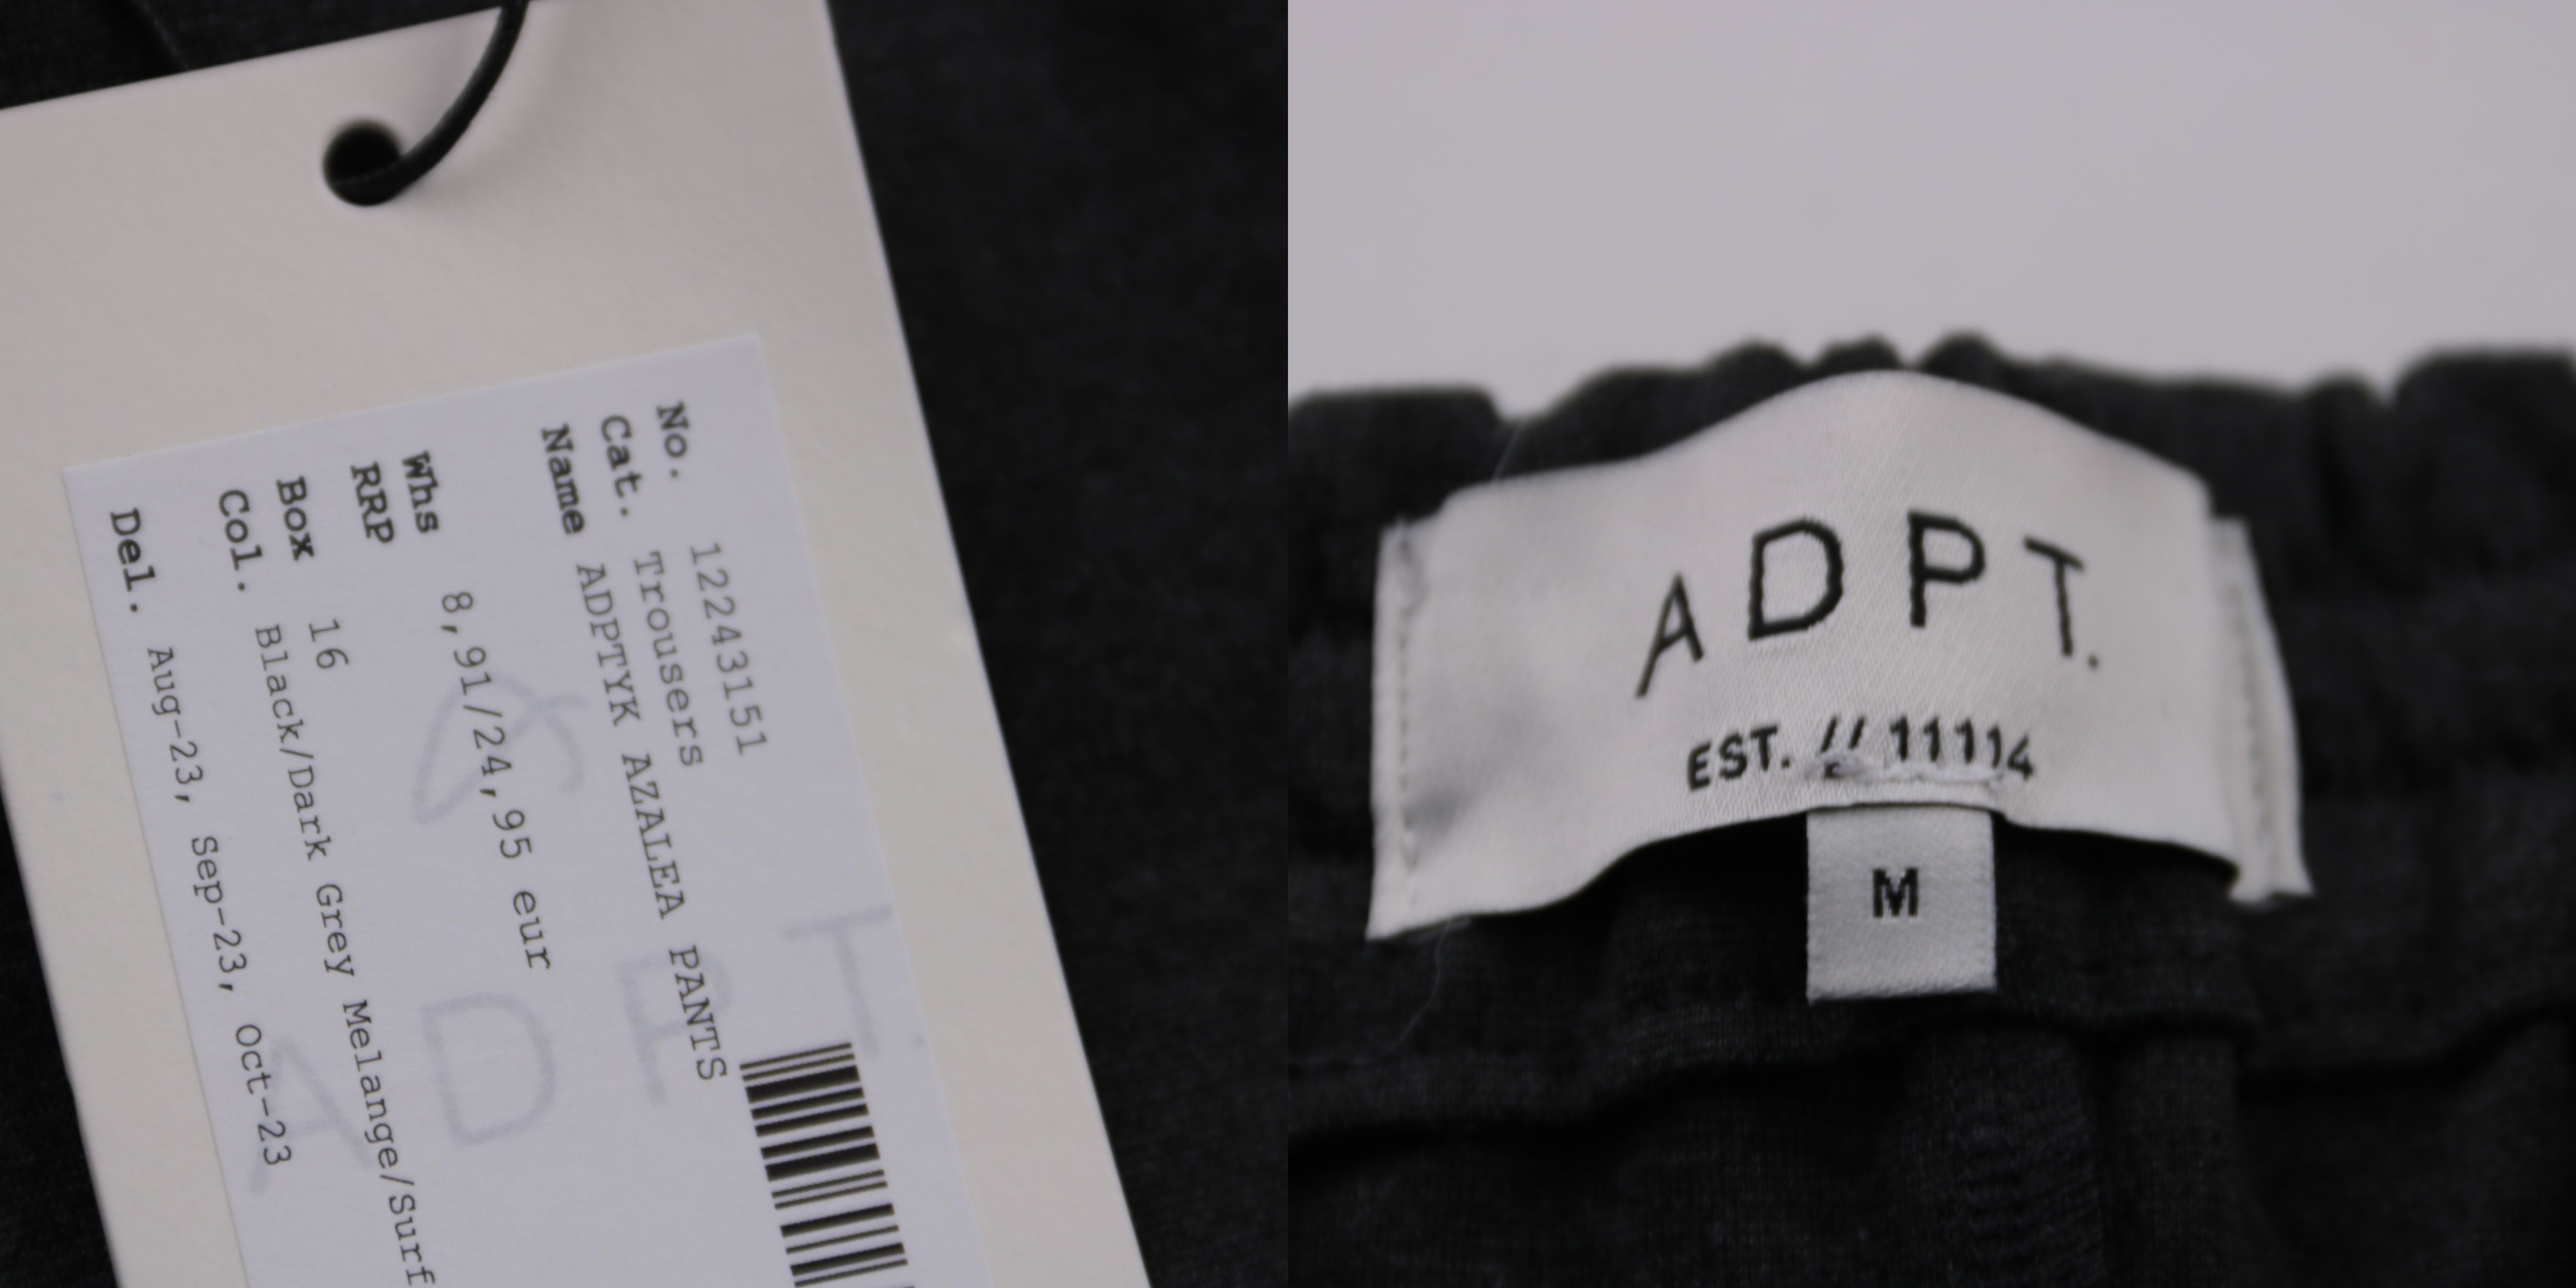 No. 12243151
Cat. Trousers
Name ADPTYK AZALEA PANTS
Whs 8,91/24,95 eur
RRP
Box 16
Col. Black/Dark Grey Melange/Surf
Del. Aug-23, Sep-23, Oct-23
ADPT.
ADPT.
EST. // 11114
M